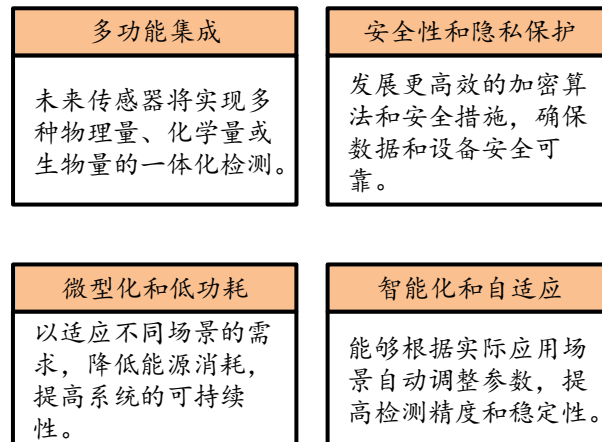 多功能集成
未来传感器将实现多
种物理量、化学量或
生物量的一体化检测。
安全性和隐私保护
发展更高效的加密算
法和安全措施，确保
数据和设备安全可
靠。
微型化和低功耗
以适应不同场景的需
求，降低能源消耗，
提高系统的可持续
性。
智能化和自适应
能够根据实际应用场
景自动调整参数，提
高检测精度和稳定性。